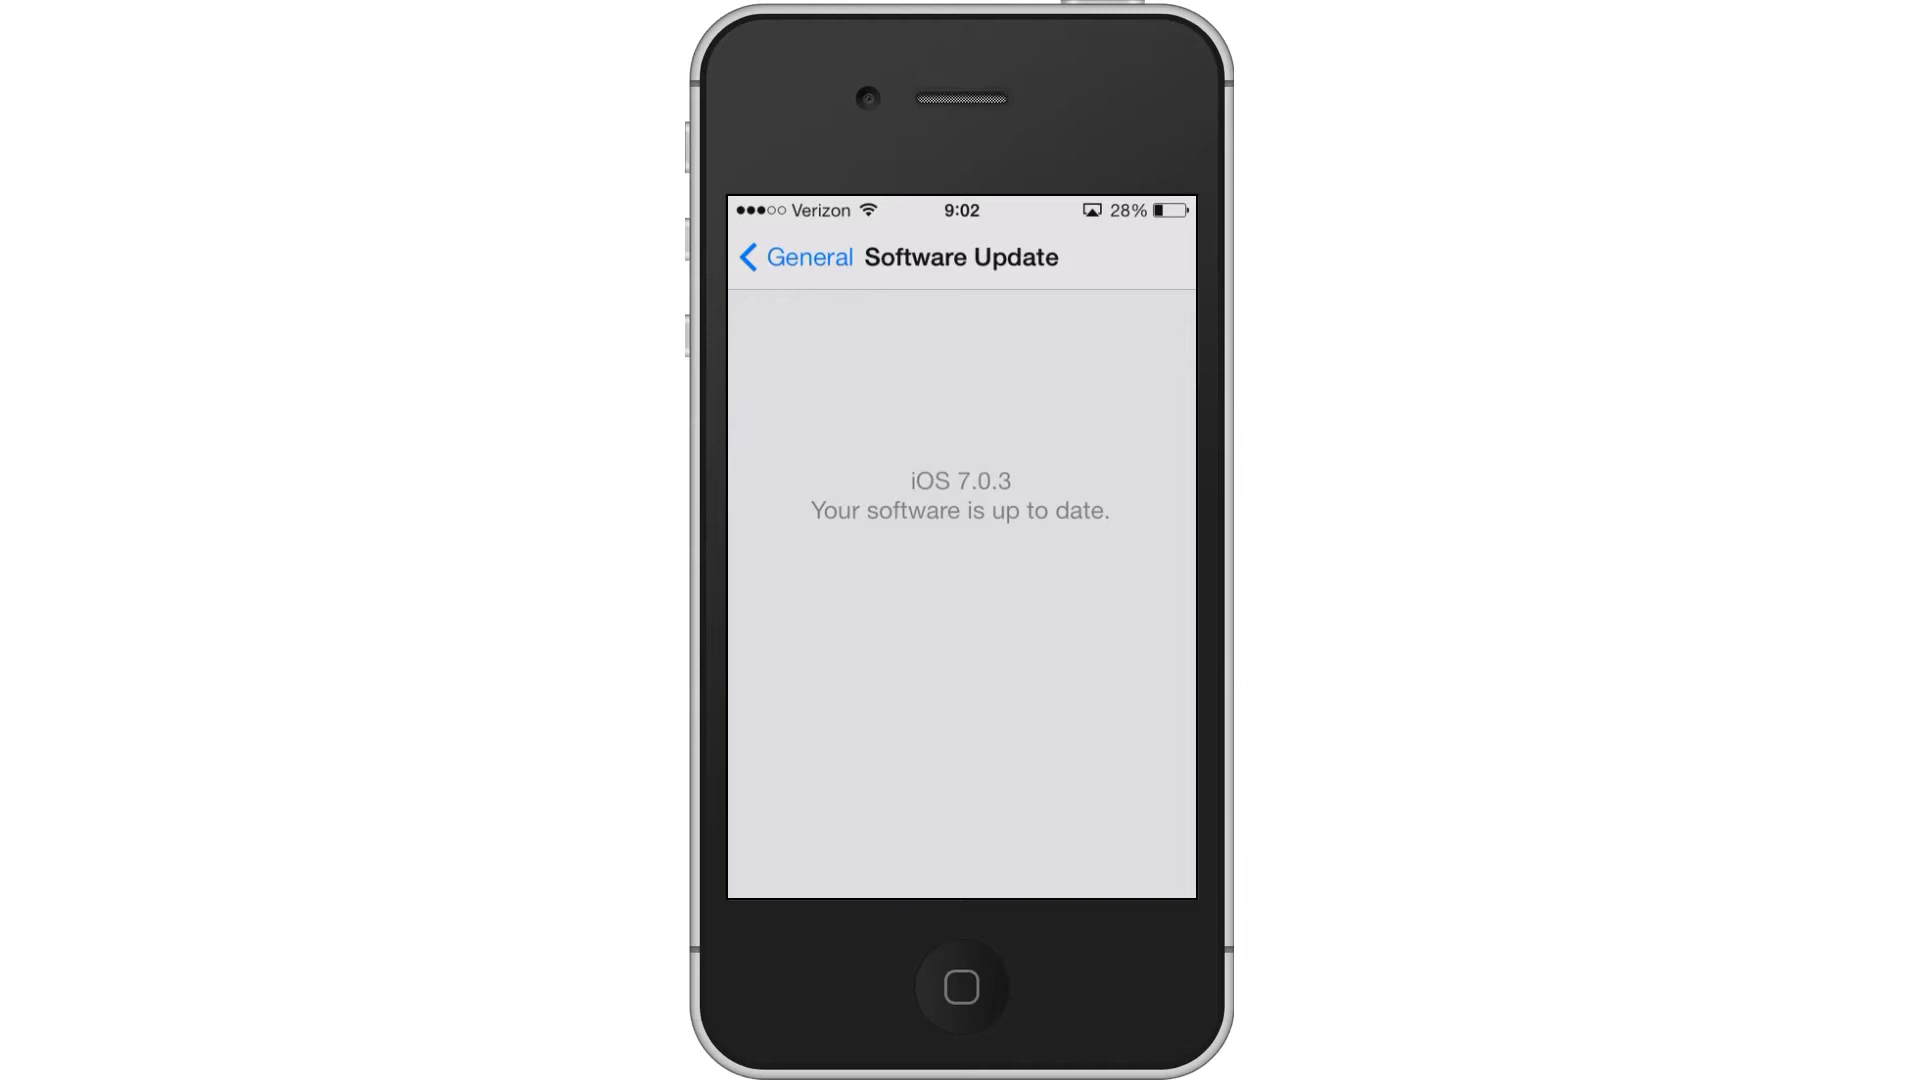 Verizon 9:02 28%
General Software Update
iOS 7.0.3
Your software is up to date.